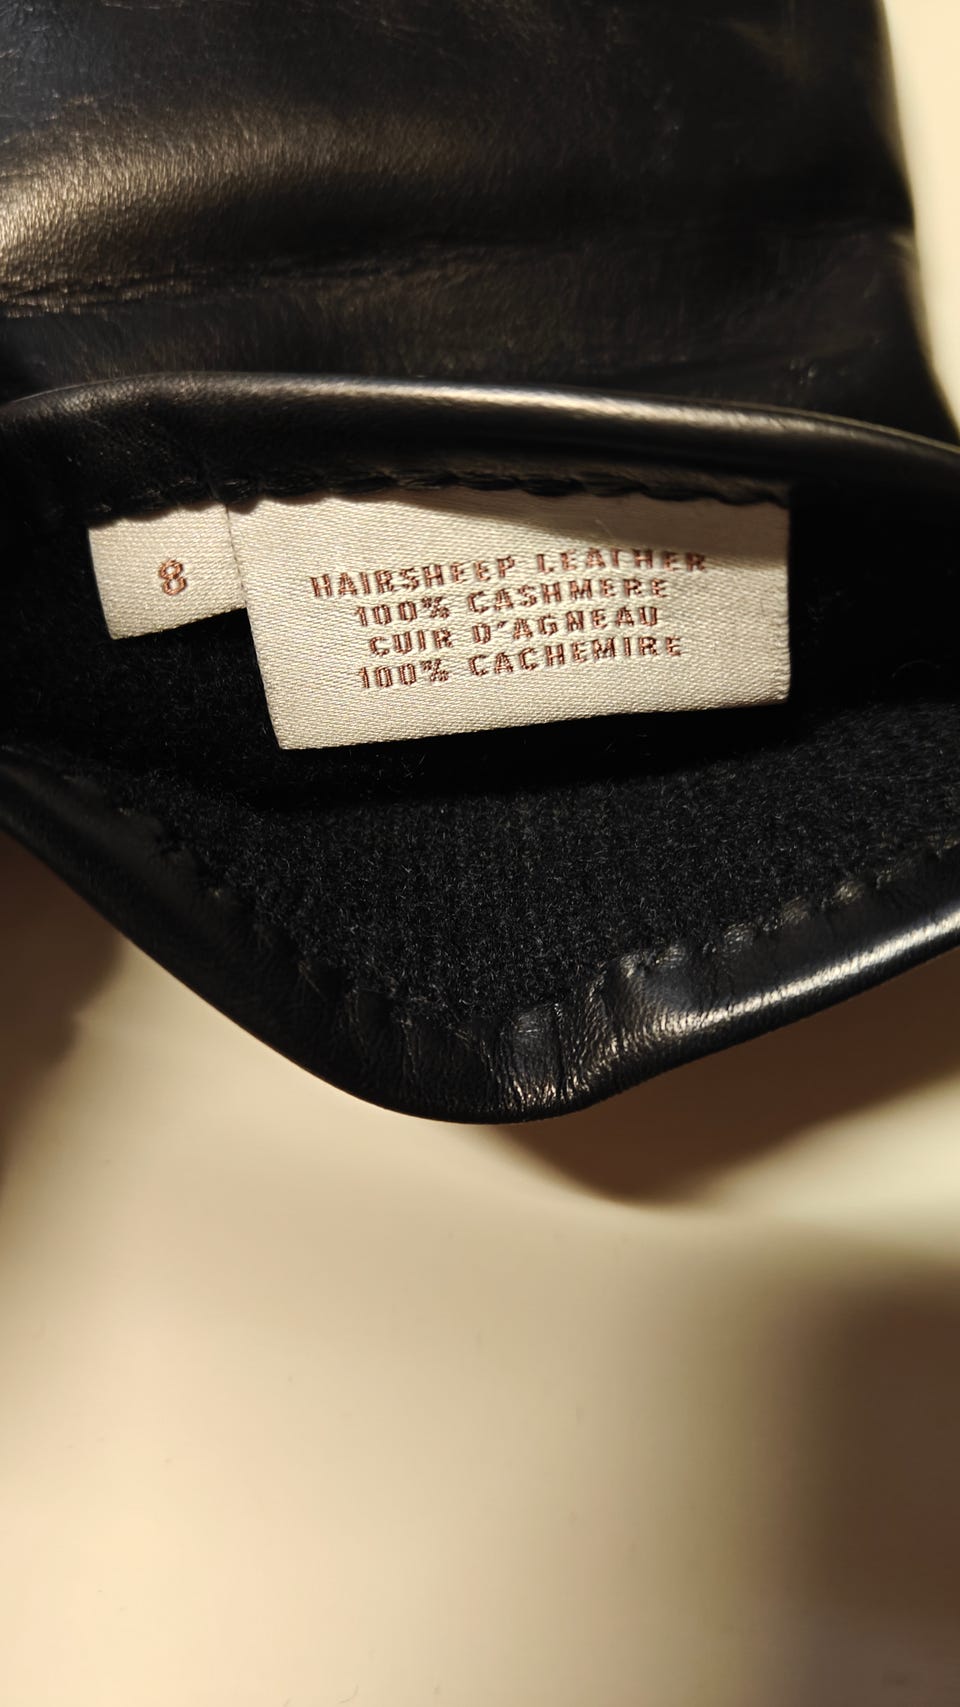 8
HAIRSHEEP LEATHER
100% CASHMERE
CUIR D'AGNEAU
100% CACHEMIRE